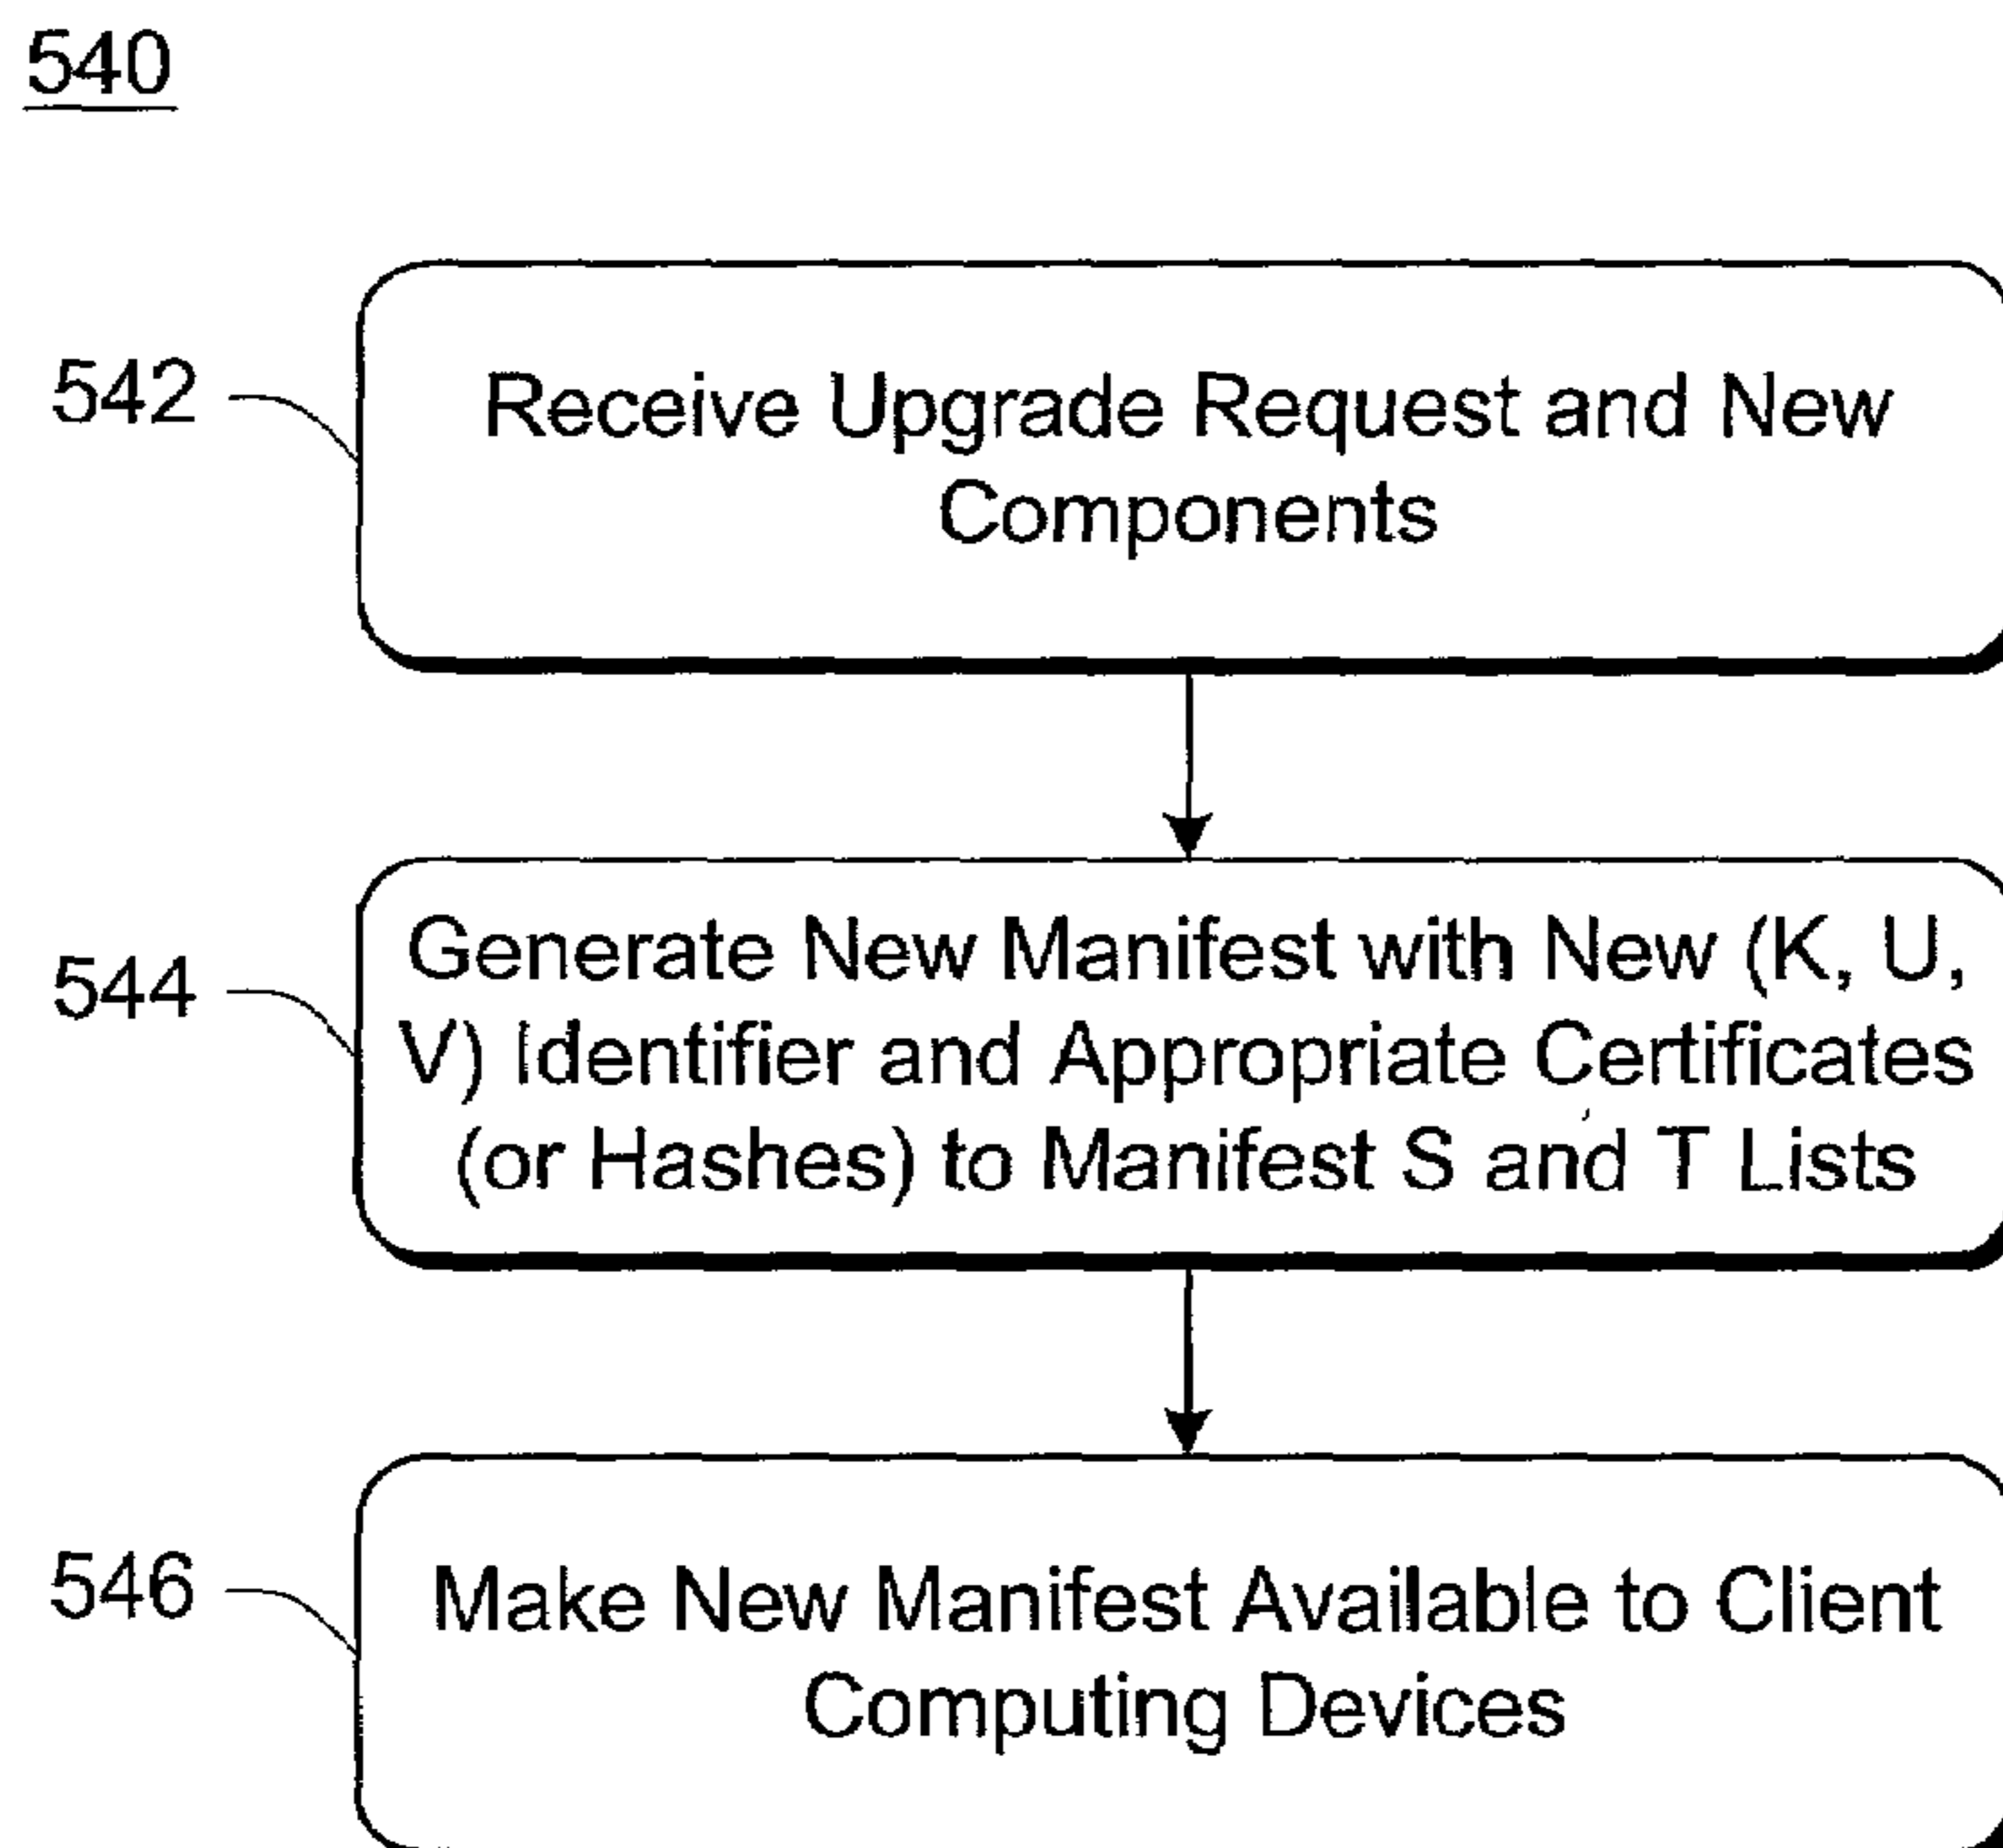 540
542
Receive Upgrade Request and New
Components
544
Generate New Manifest with New (K, U,
V) Identifier and Appropriate Certificates
(or Hashes) to Manifest S and T Lists
546
Make New Manifest Available to Client
Computing Devices